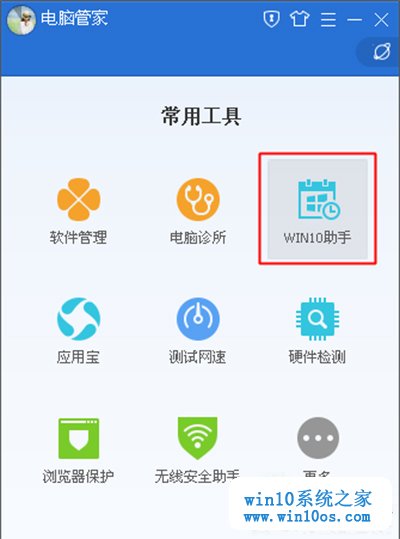 电脑管家
常用工具
软件管理
电脑诊所
WIN10助手
应用宝
测试网速
硬件检测
浏览器保护
无线安全助手
更多
win10系统之家
www.win10os.com